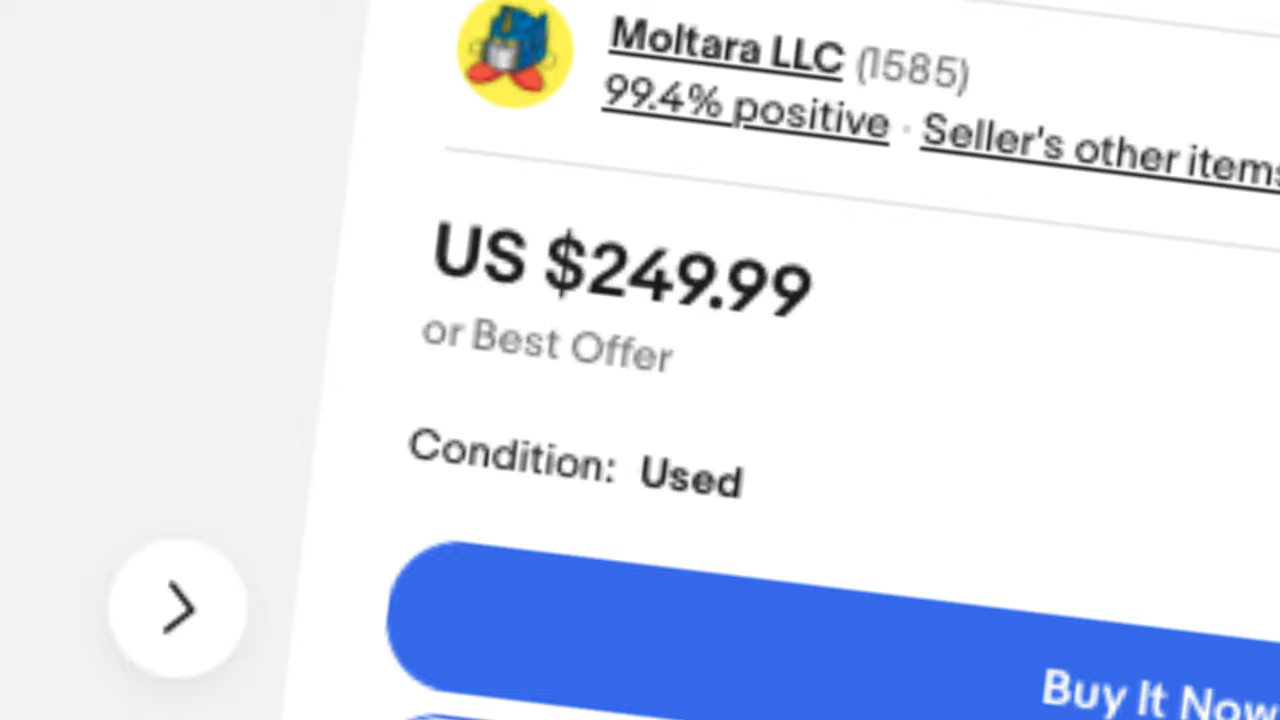 Moltara LLC (1585)
99.4% positive · Seller's other items
US $249.99
or Best Offer
Condition: Used
Buy It Now